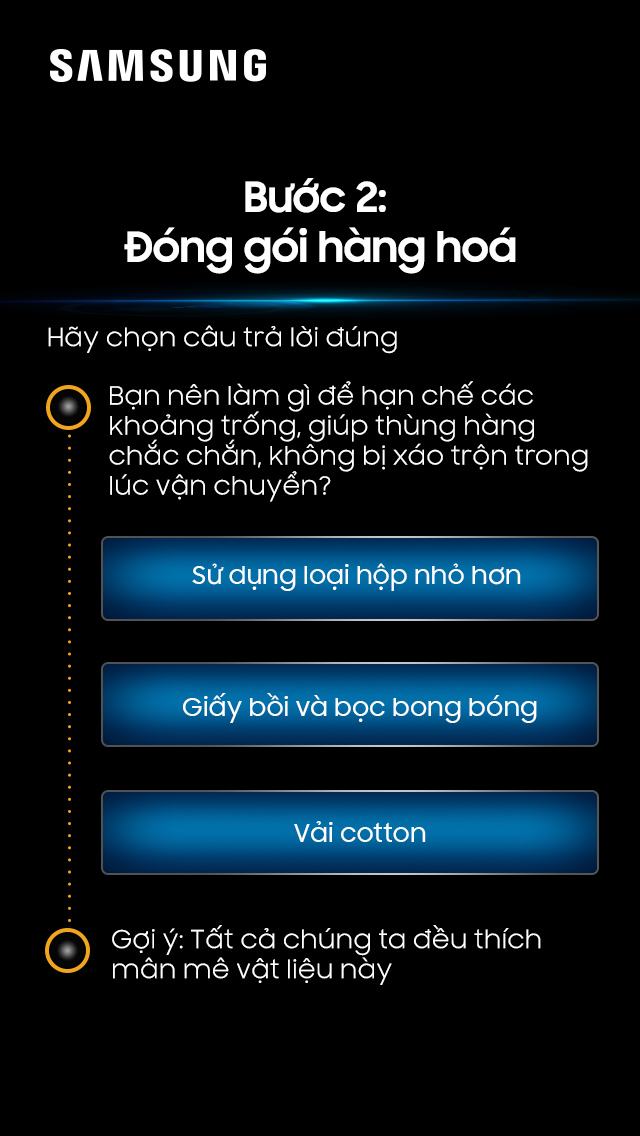 SAMSUNG
Bước 2:
Đóng gói hàng hoá
Hãy chọn câu trả lời đúng
Bạn nên làm gì để hạn chế các
khoảng trống, giúp thùng hàng
chắc chắn, không bị xáo trộn trong
lúc vận chuyển?
Sử dụng loại hộp nhỏ hơn
Giấy bồi và bọc bong bóng
Vải cotton
Gợi ý: Tất cả chúng ta đều thích
mân mê vật liệu này